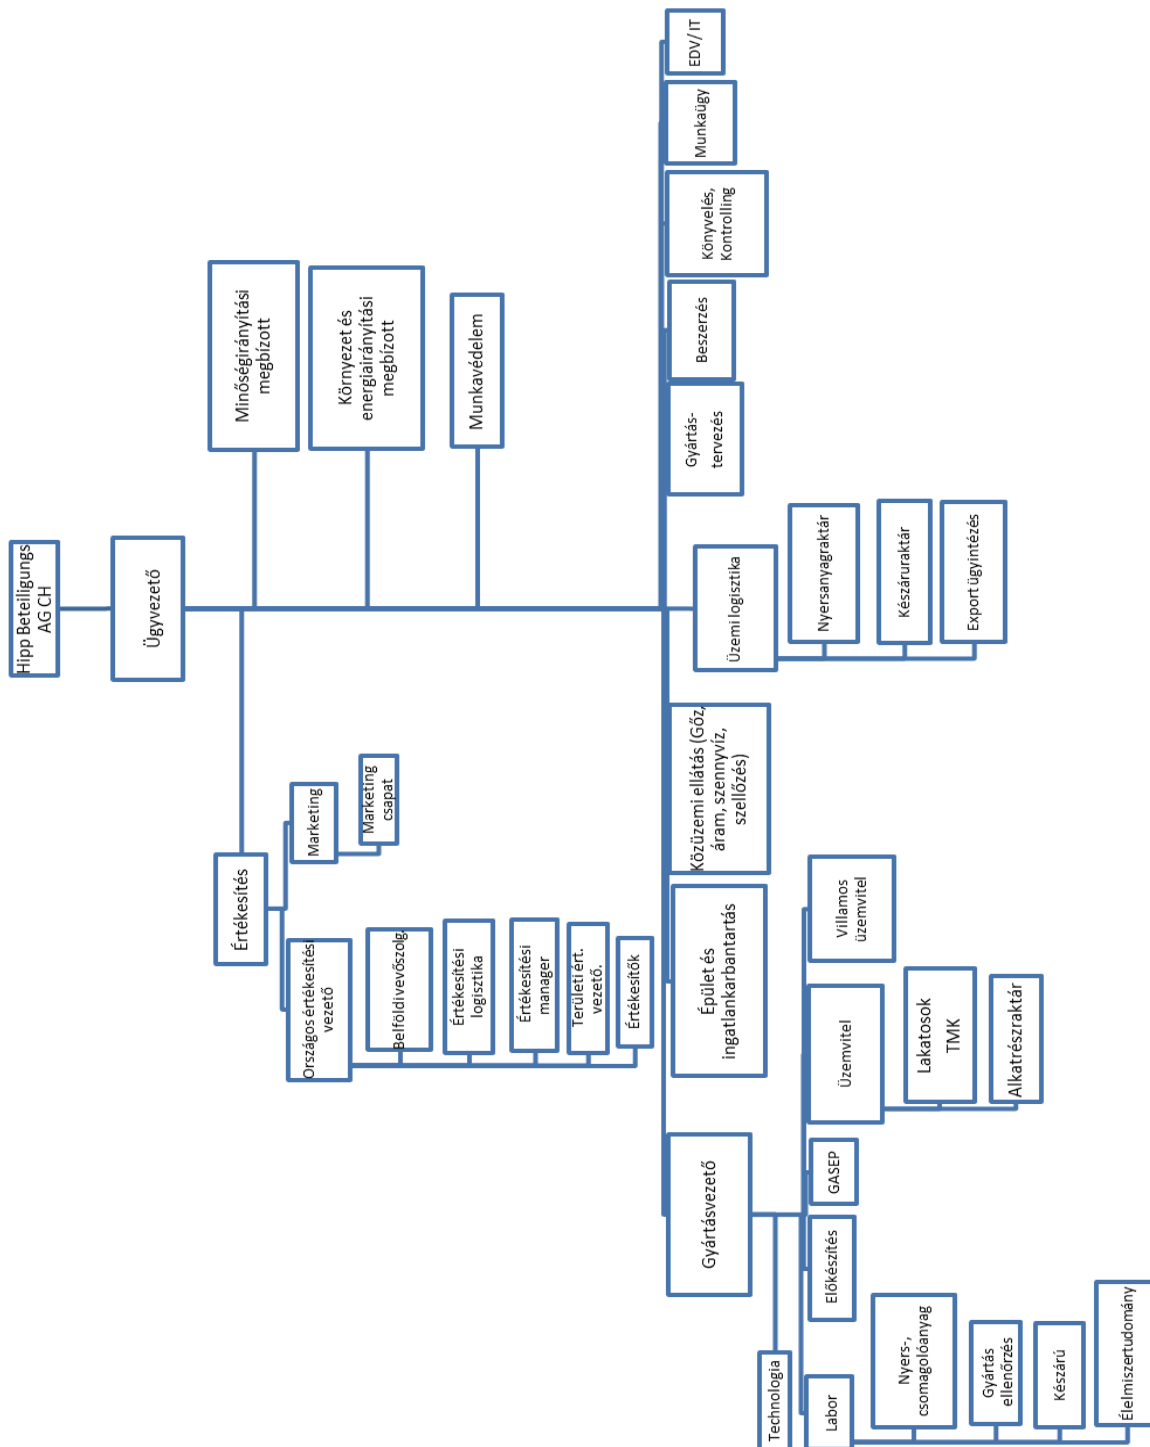 Hipp Beteiligungs
AG CH
Ügyvezető
Minőségirányítási
megbízott
Környezet és
energiairányítási
megbízott
Munkavédelem
Értékesítés
Országos értékesítési
vezető
Belföldi vevőszolg.
Értékesítési
logisztika
Értékesítési
manager
Területi ért.
vezető.
Értékesítők
Marketing
Marketing
csapat
Gyártásvezető
Technologia
Labor
Nyers-,
csomagolóanyag
Gyártás
ellenőrzés
Készárú
Élelmiszertudomány
Előkészítés
GASEP
Üzemvitel
Lakatosok
TMK
Alkatrészraktár
Villamos
üzemvitel
Épület és
ingatlankarbantartás
Közüzemi ellátás (Gőz,
áram, szennyvíz,
szellőzés)
Üzemi logisztika
Nyersanyagraktár
Készáruraktár
Export ügyintézés
Gyártás-
tervezés
Beszerzés
Könyvelés,
Kontrolling
Munkaügy
EDV/ IT